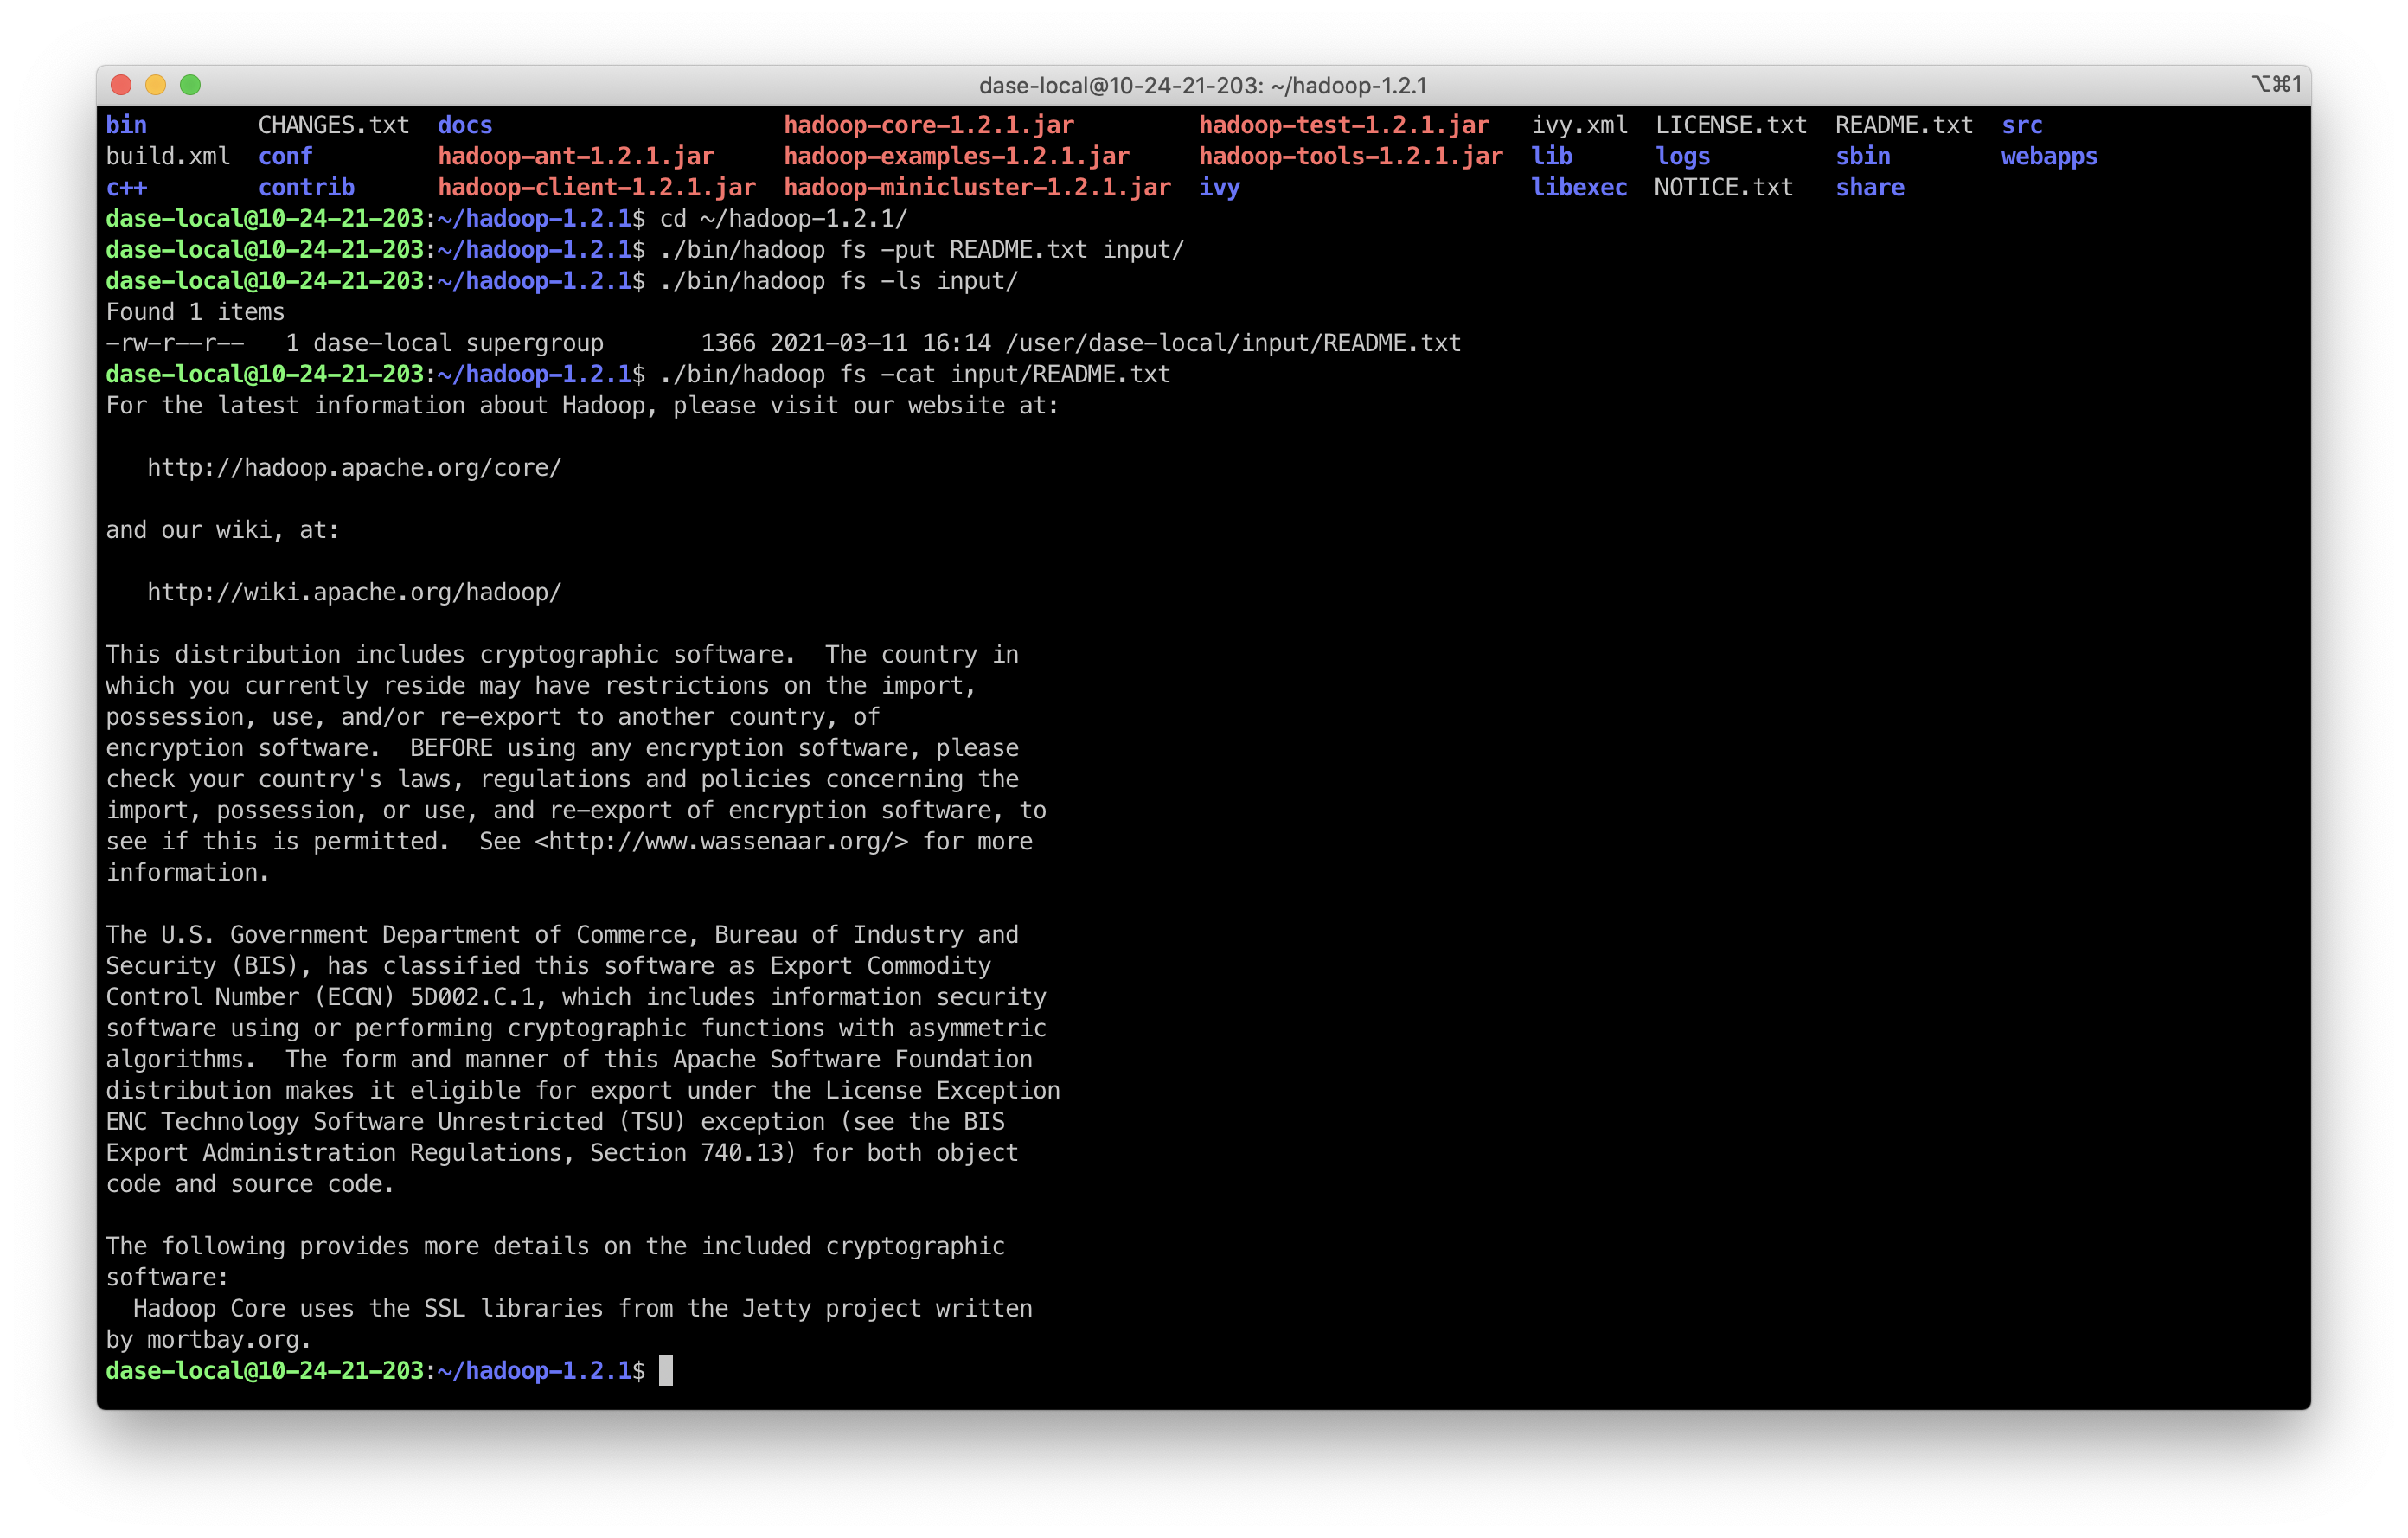 dase-local@10-24-21-203: ~/hadoop-1.2.1 ⌥⌘1
bin        CHANGES.txt  docs                     hadoop-core-1.2.1.jar         hadoop-test-1.2.1.jar   ivy.xml  LICENSE.txt  README.txt  src
build.xml  conf         hadoop-ant-1.2.1.jar     hadoop-examples-1.2.1.jar     hadoop-tools-1.2.1.jar  lib      logs         sbin        webapps
c++        contrib      hadoop-client-1.2.1.jar  hadoop-minicluster-1.2.1.jar  ivy                     libexec  NOTICE.txt   share
dase-local@10-24-21-203:~/hadoop-1.2.1$ cd ~/hadoop-1.2.1/
dase-local@10-24-21-203:~/hadoop-1.2.1$ ./bin/hadoop fs -put README.txt input/
dase-local@10-24-21-203:~/hadoop-1.2.1$ ./bin/hadoop fs -ls input/
Found 1 items
-rw-r--r--   1 dase-local supergroup       1366 2021-03-11 16:14 /user/dase-local/input/README.txt
dase-local@10-24-21-203:~/hadoop-1.2.1$ ./bin/hadoop fs -cat input/README.txt
For the latest information about Hadoop, please visit our website at:
   http://hadoop.apache.org/core/
and our wiki, at:
   http://wiki.apache.org/hadoop/
This distribution includes cryptographic software.  The country in
which you currently reside may have restrictions on the import,
possession, use, and/or re-export to another country, of
encryption software.  BEFORE using any encryption software, please
check your country's laws, regulations and policies concerning the
import, possession, or use, and re-export of encryption software, to
see if this is permitted.  See <http://www.wassenaar.org/> for more
information.
The U.S. Government Department of Commerce, Bureau of Industry and
Security (BIS), has classified this software as Export Commodity
Control Number (ECCN) 5D002.C.1, which includes information security
software using or performing cryptographic functions with asymmetric
algorithms.  The form and manner of this Apache Software Foundation
distribution makes it eligible for export under the License Exception
ENC Technology Software Unrestricted (TSU) exception (see the BIS
Export Administration Regulations, Section 740.13) for both object
code and source code.
The following provides more details on the included cryptographic
software:
  Hadoop Core uses the SSL libraries from the Jetty project written
by mortbay.org.
dase-local@10-24-21-203:~/hadoop-1.2.1$